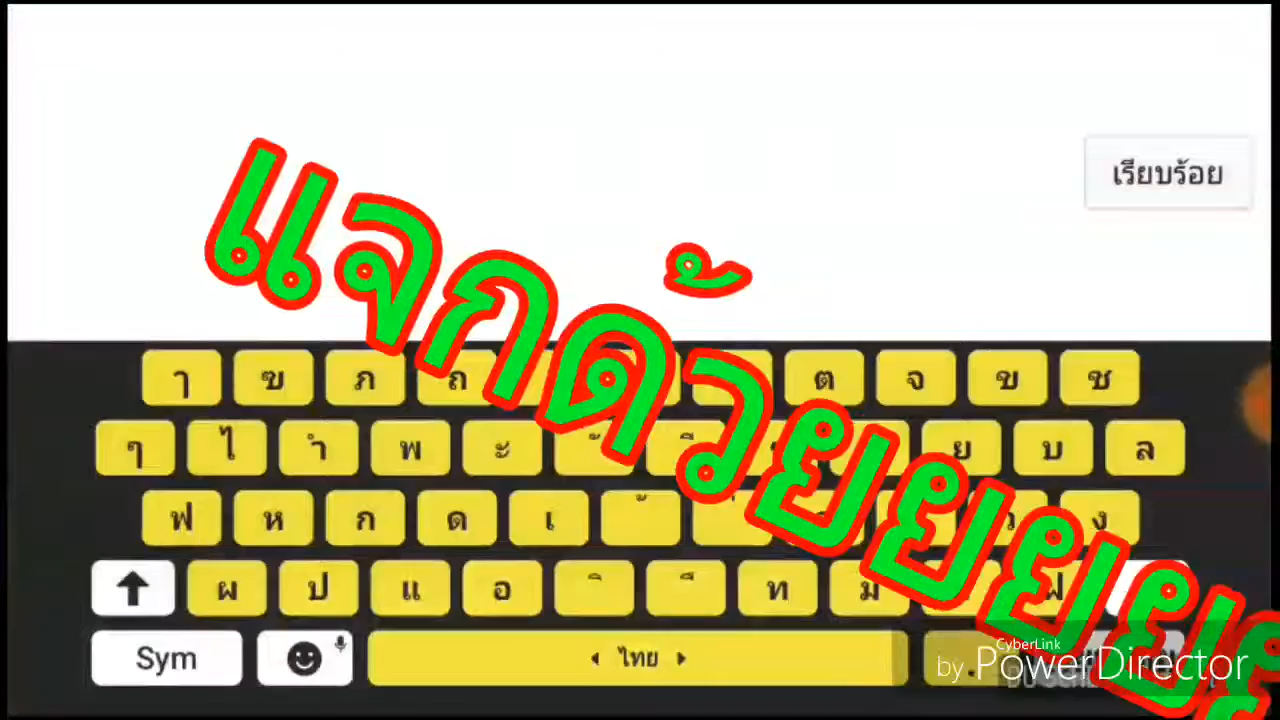 เรียบร้อย
แจกด้วยยยยย
ๅ ฃ ภ ถ ต จ ข ช
ๆ ไ ำ พ ะ ั ี ย บ ล
ฟ ห ก ด เ ้ ่ ว ง
ผ ป แ อ ิ ื ท ม ฝ
Sym ไทย
CyberLink
by PowerDirector